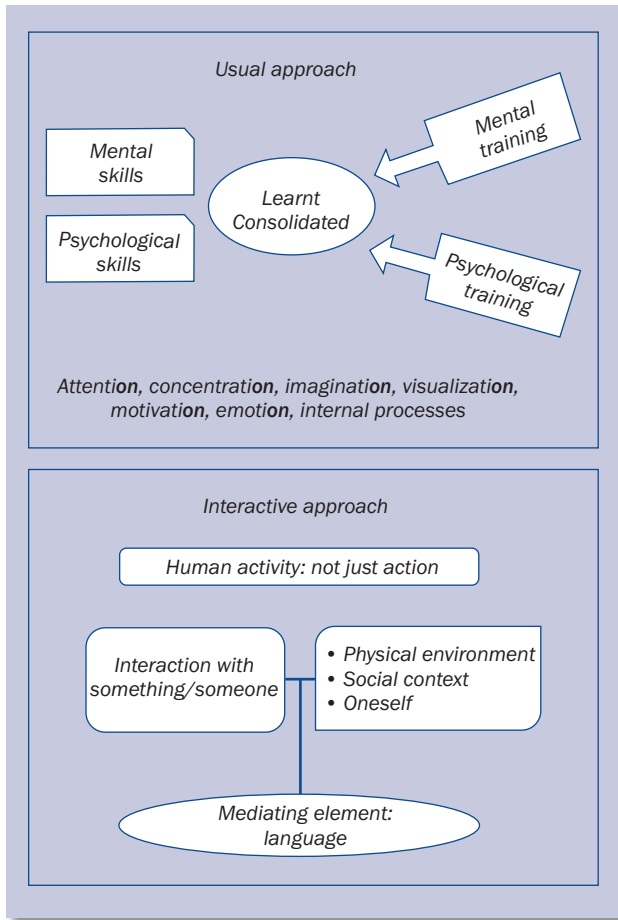 Usual approach
Mental
skills
Psychological
skills
Learnt
Consolidated
Mental
training
Psychological
training
Attention, concentration, imagination, visualization,
motivation, emotion, internal processes
Interactive approach
Human activity: not just action
Interaction with
something/someone
• Physical environment
• Social context
• Oneself
Mediating element:
language